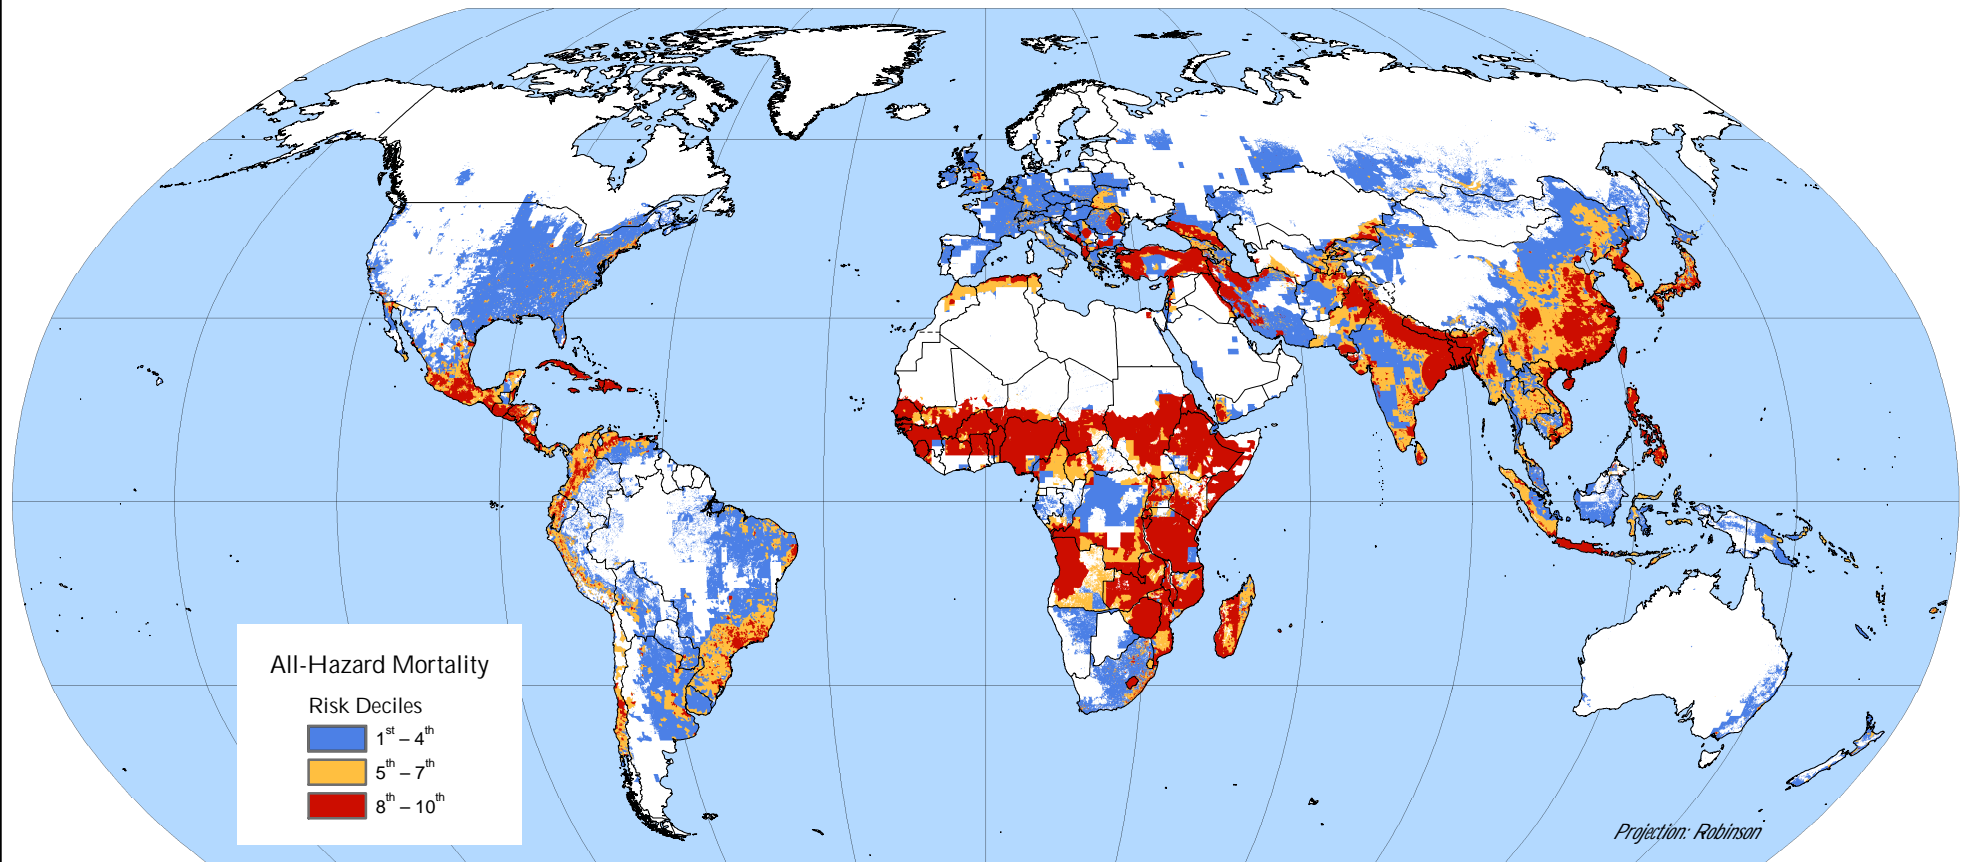 All-Hazard Mortality
Risk Deciles
1st – 4th
5th – 7th
8th – 10th
Projection: Robinson